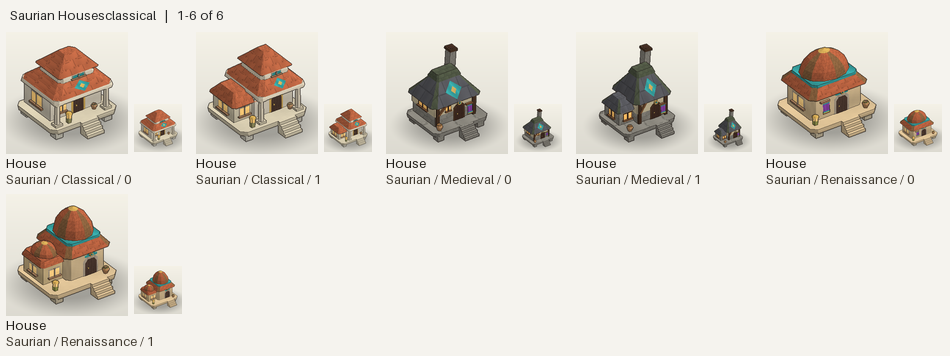 Saurian Housesclassical | 1-6 of 6
House
Saurian / Classical / 0
House
Saurian / Classical / 1
House
Saurian / Medieval / 0
House
Saurian / Medieval / 1
House
Saurian / Renaissance / 0
House
Saurian / Renaissance / 1